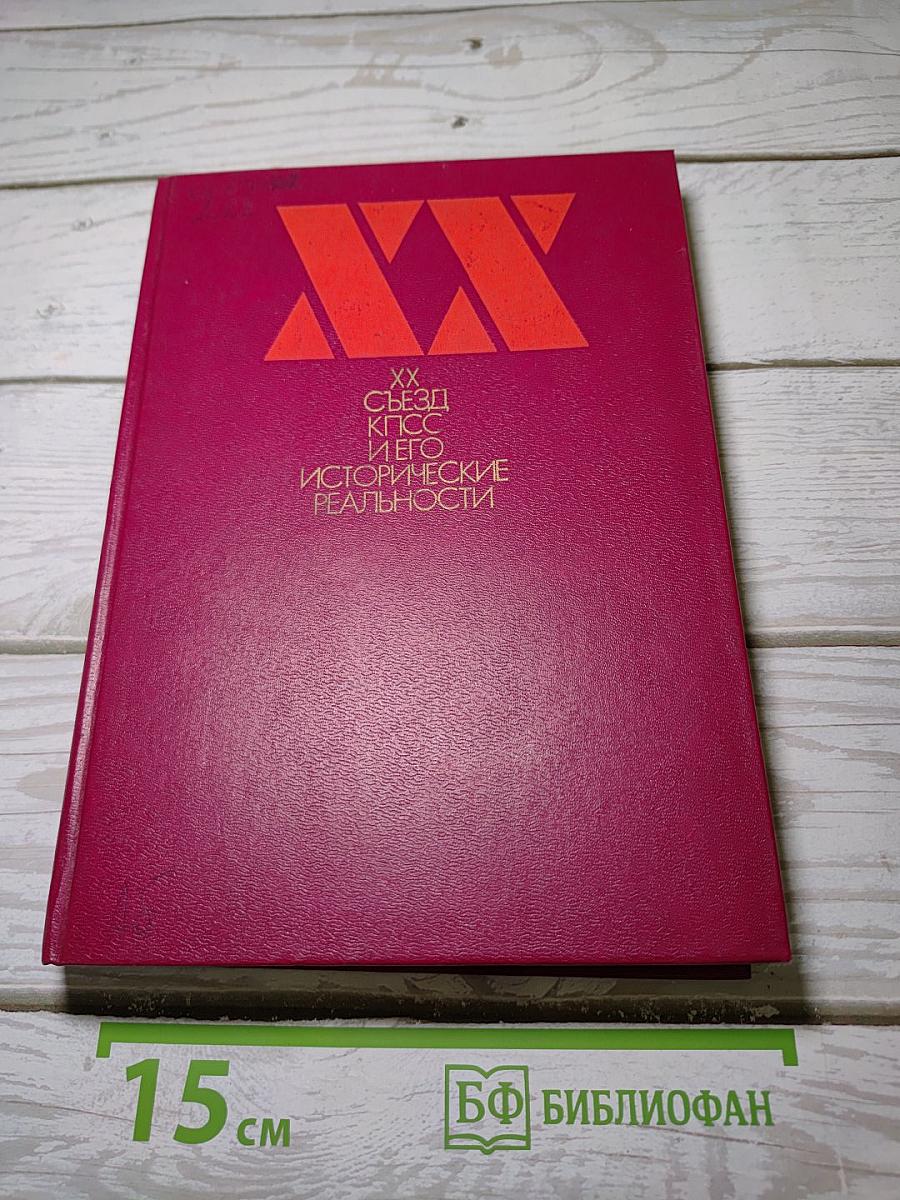 XX
XX
СЪЕЗД
КПСС
И ЕГО
ИСТОРИЧЕСКИЕ
РЕАЛЬНОСТИ
15 см
БФ БИБЛИОФАН